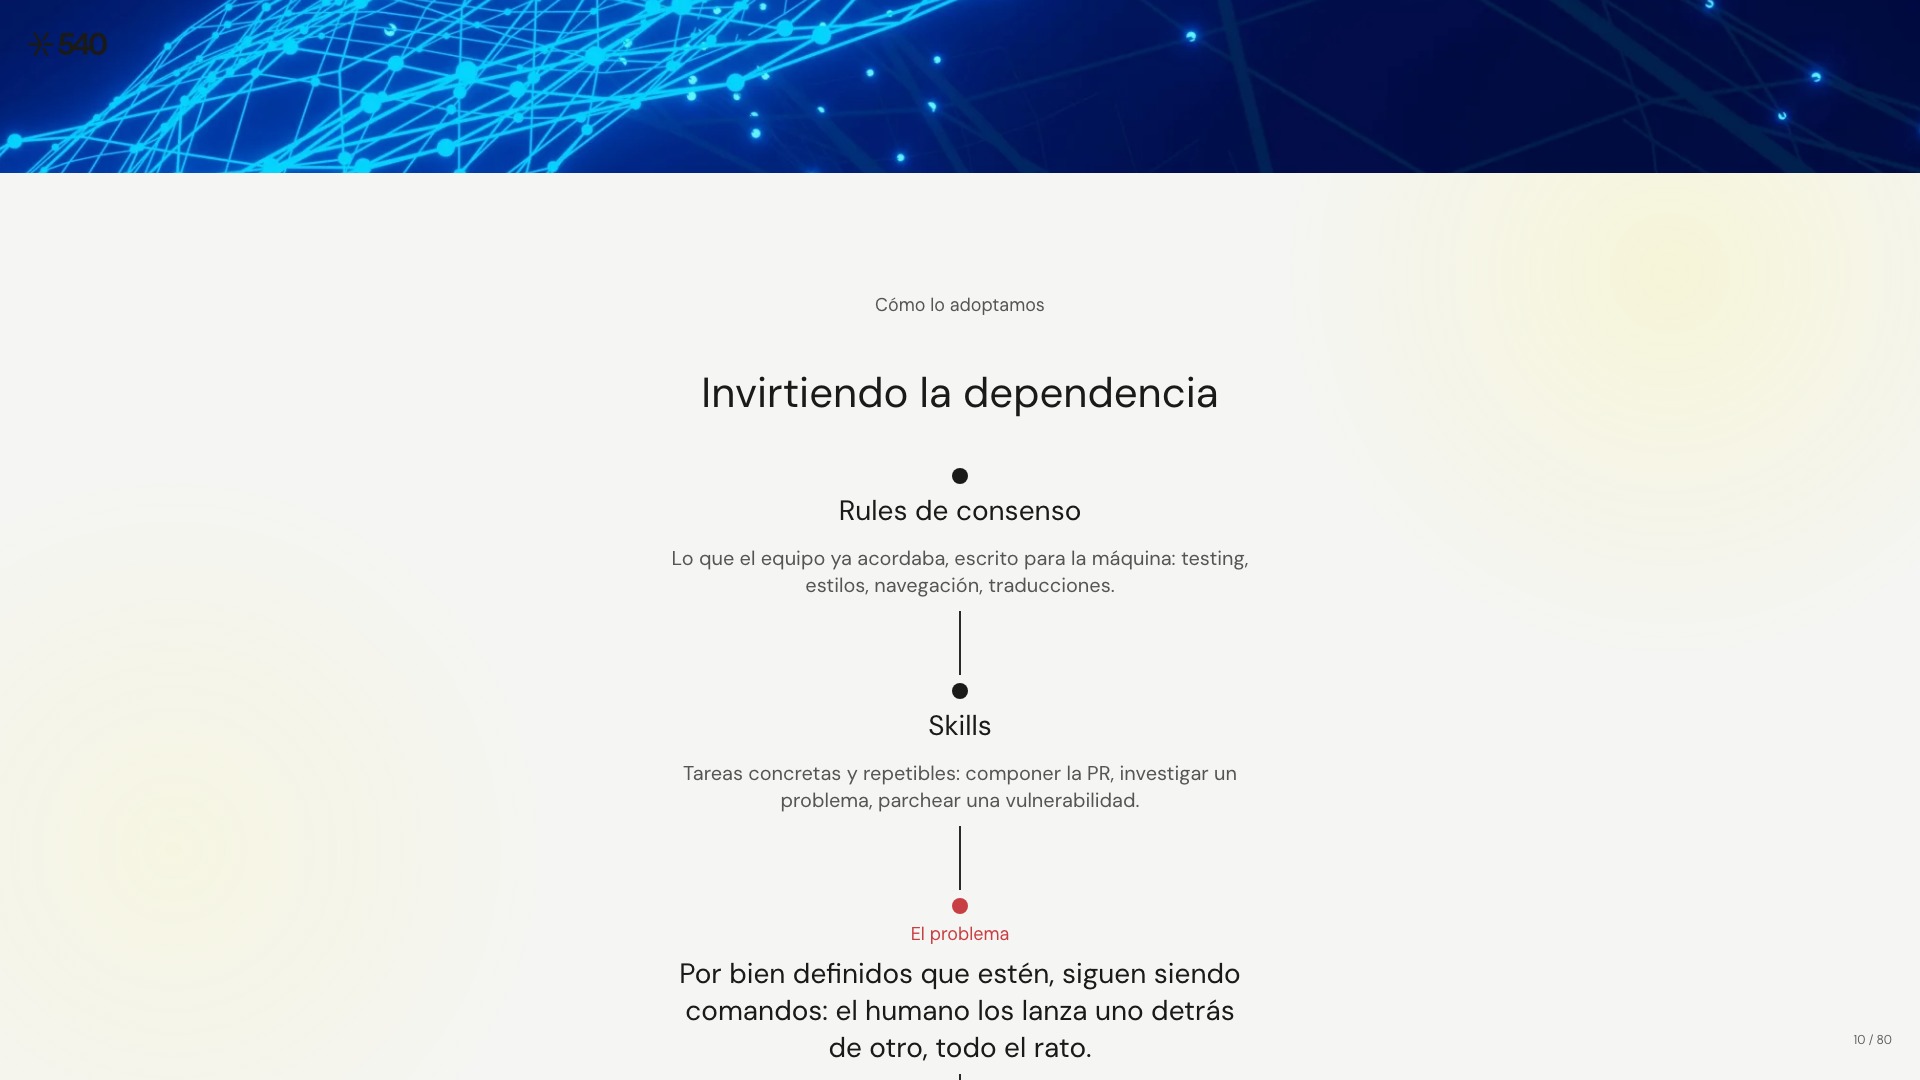 540
Cómo lo adoptamos
Invirtiendo la dependencia
Rules de consenso
Lo que el equipo ya acordaba, escrito para la máquina: testing,
estilos, navegación, traducciones.
Skills
Tareas concretas y repetibles: componer la PR, investigar un
problema, parchear una vulnerabilidad.
El problema
Por bien definidos que estén, siguen siendo
comandos: el humano los lanza uno detrás
de otro, todo el rato.
10 / 80